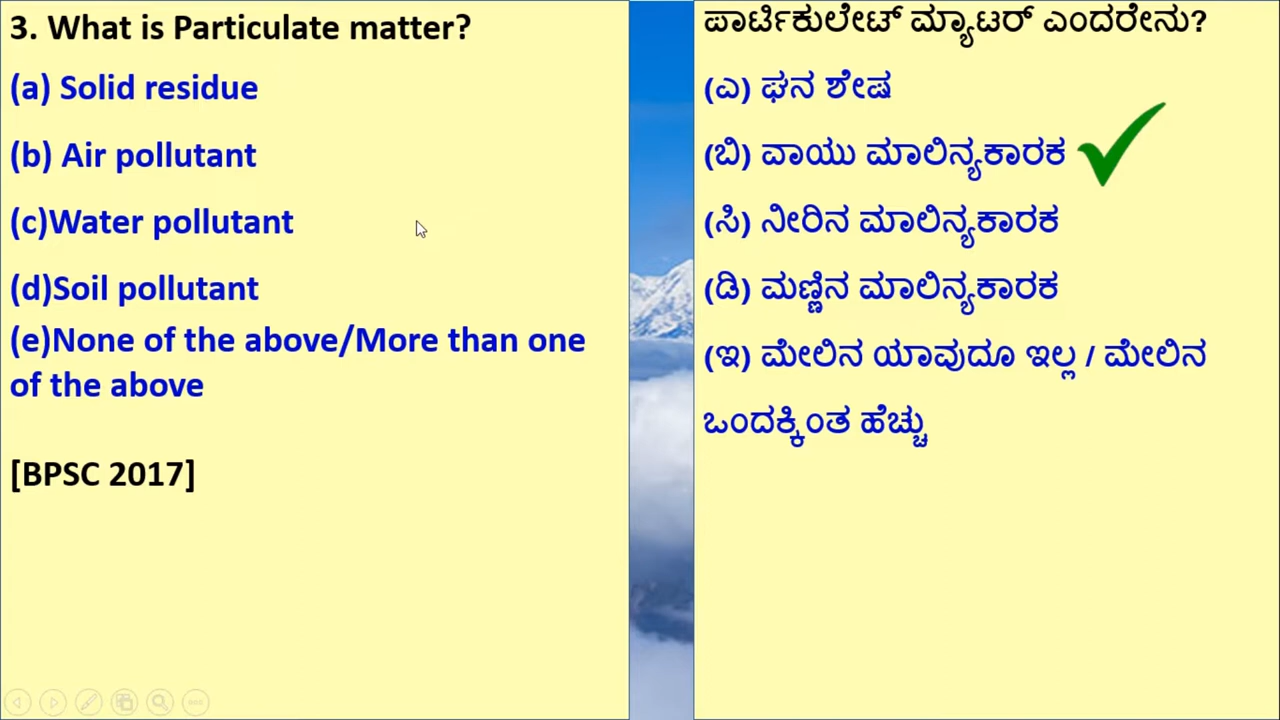 3. What is Particulate matter?
(a) Solid residue
(b) Air pollutant
(c)Water pollutant
(d)Soil pollutant
(e)None of the above/More than one
of the above
[BPSC 2017]
ಪಾರ್ಟಿಕುಲೇಟ್ ಮ್ಯಾಟರ್ ಎಂದರೇನು?
(ಎ) ಘನ ಶೇಷ
(ಬಿ) ವಾಯು ಮಾಲಿನ್ಯಕಾರಕ
(ಸಿ) ನೀರಿನ ಮಾಲಿನ್ಯಕಾರಕ
(ಡಿ) ಮಣ್ಣಿನ ಮಾಲಿನ್ಯಕಾರಕ
(ಇ) ಮೇಲಿನ ಯಾವುದೂ ಇಲ್ಲ / ಮೇಲಿನ
ಒಂದಕ್ಕಿಂತ ಹೆಚ್ಚು